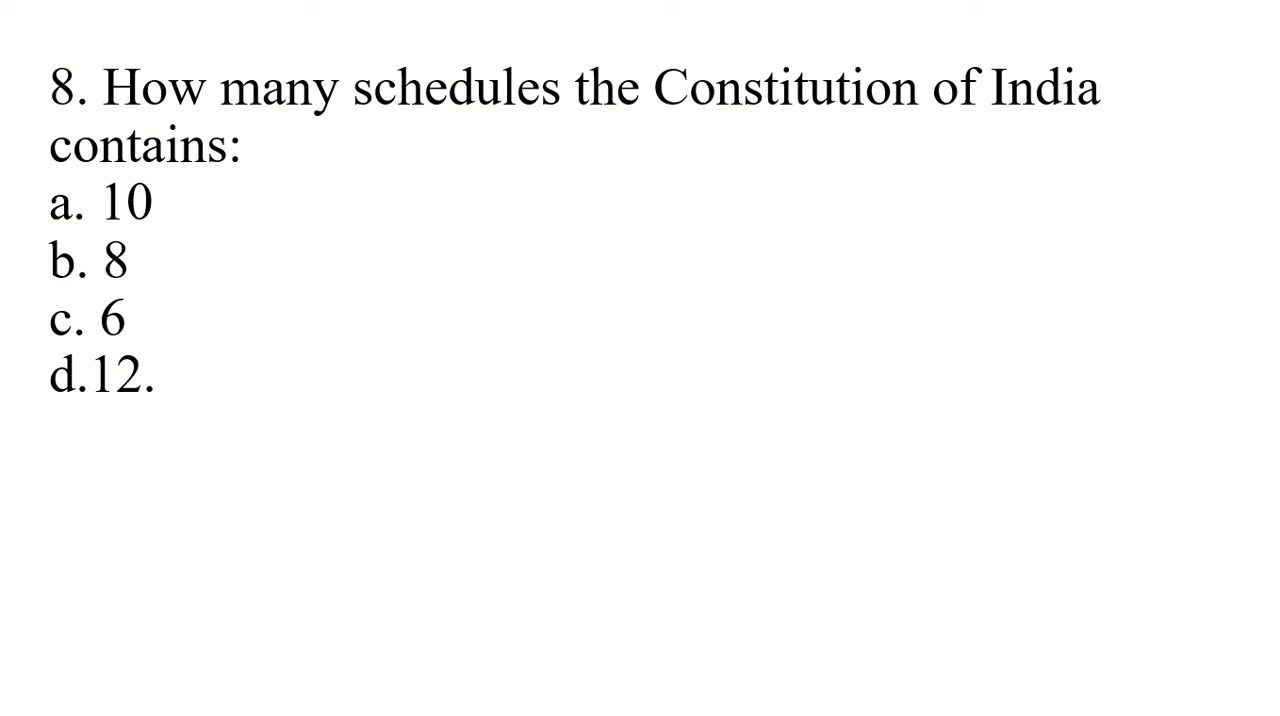 8. How many schedules the Constitution of India
contains:
a. 10
b. 8
c. 6
d.12.